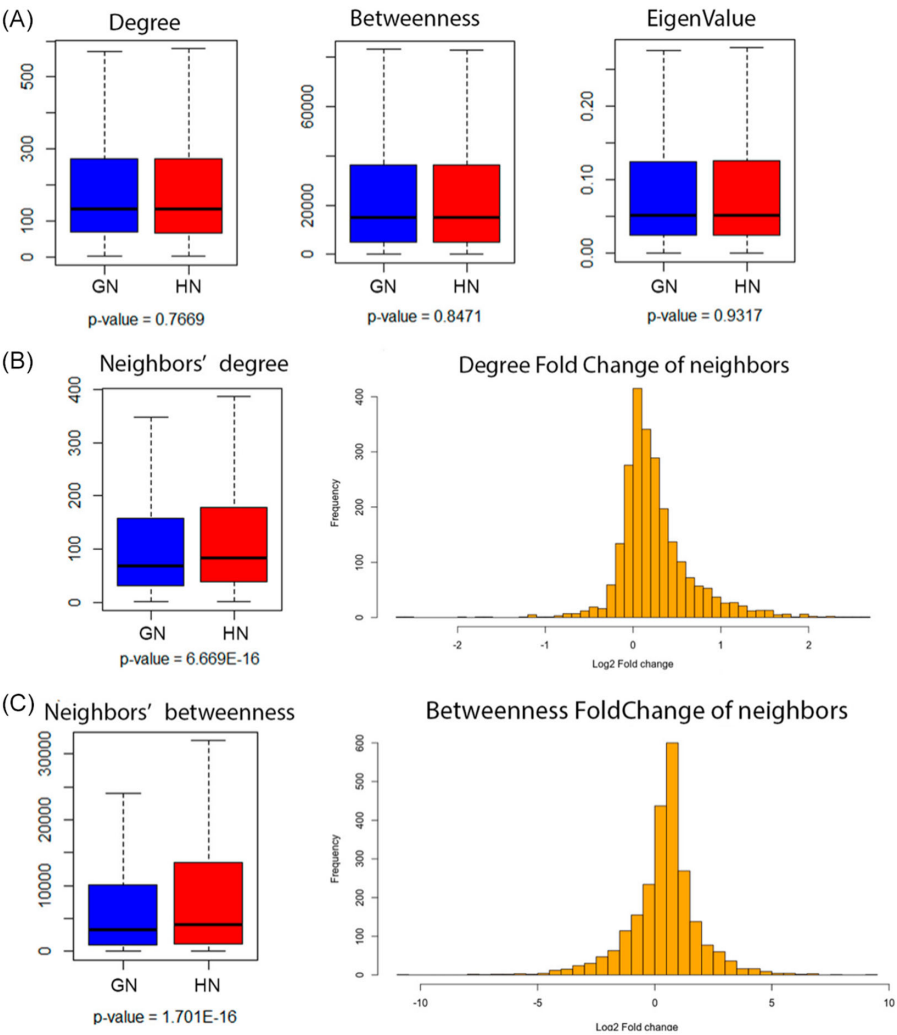 (A)
Degree
Betweenness
EigenValue
500
300
100
0
GN HN
p-value = 0.7669
60000
20000
0
GN HN
p-value = 0.8471
0.20
0.10
0.00
GN HN
p-value = 0.9317
(B)
Neighbors’ degree
400
300
200
100
0
GN HN
p-value = 6.669E-16
Degree Fold Change of neighbors
Frequency
400
300
200
100
0
-2 -1 0 1 2
Log2 Fold change
(C)
Neighbors’ betweenness
30000
20000
10000
0
GN HN
p-value = 1.701E-16
Betweenness FoldChange of neighbors
Frequency
600
500
400
300
200
100
0
-10 -5 0 5 10
Log2 Fold change